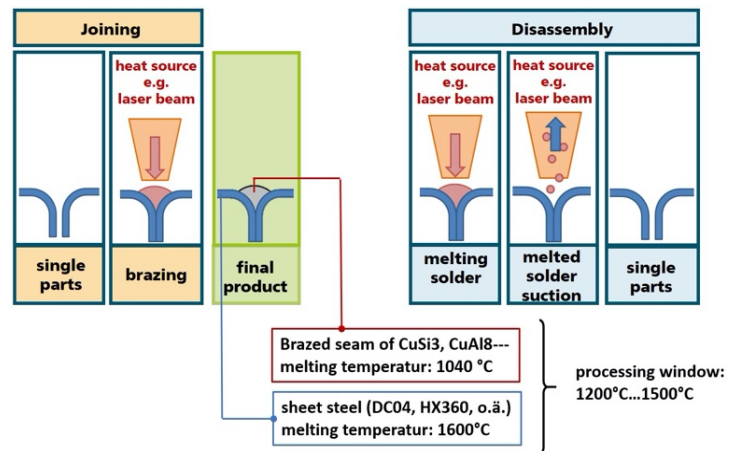 Joining
Disassembly
heat source
e.g.
laser beam
heat source
e.g.
laser beam
heat source
e.g.
laser beam
single
parts
brazing
final
product
melting
solder
melted
solder
suction
single
parts
Brazed seam of CuSi3, CuAl8---
melting temperatur: 1040 °C
sheet steel (DC04, HX360, o.ä.)
melting temperatur: 1600°C
processing window:
1200°C...1500°C